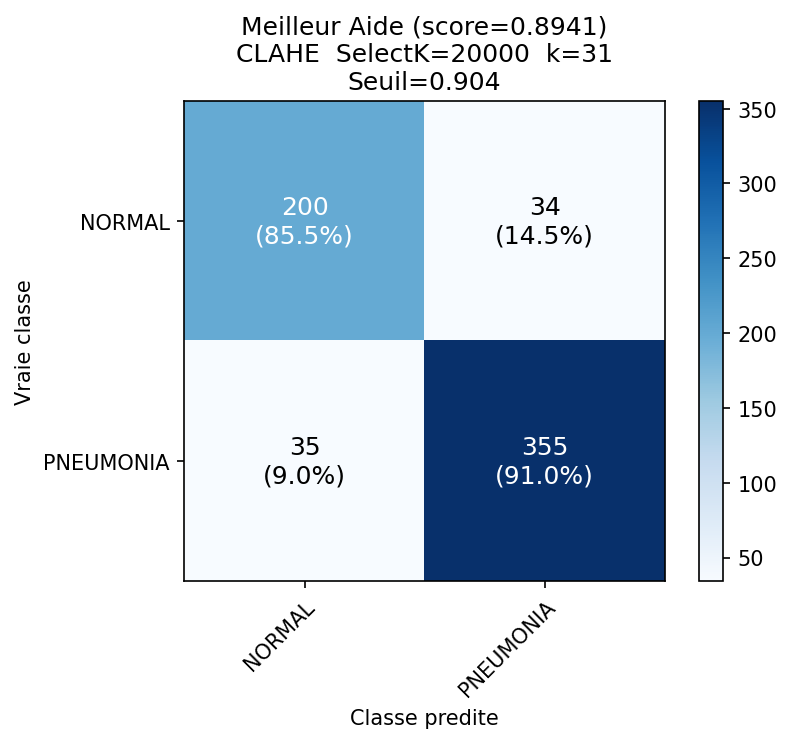 Meilleur Aide (score=0.8941)
CLAHE  SelectK=20000  k=31
Seuil=0.904
Vraie classe
NORMAL
200
(85.5%)
34
(14.5%)
PNEUMONIA
35
(9.0%)
355
(91.0%)
NORMAL
PNEUMONIA
Classe predite
350
300
250
200
150
100
50